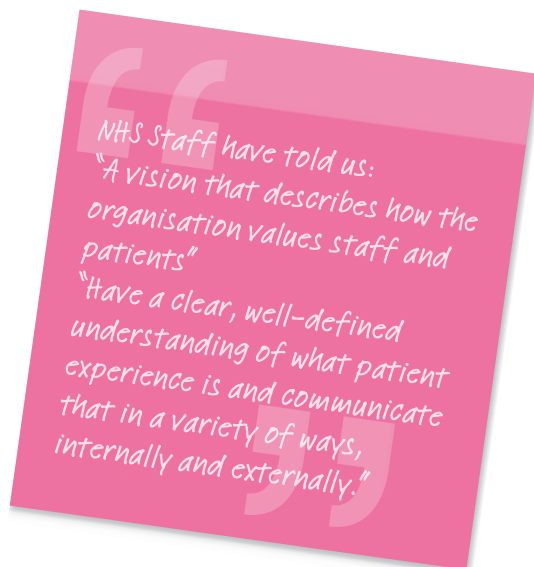 NHS Staff have told us:
“A vision that describes how the
organisation values staff and
patients”
“Have a clear, well-defined
understanding of what patient
experience is and communicate
that in a variety of ways,
internally and externally.”